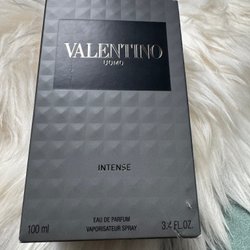 VALENTINO
UOMO
INTENSE
EAU DE PARFUM
100 ml VAPORISATEUR SPRAY 3.4 FL.OZ.